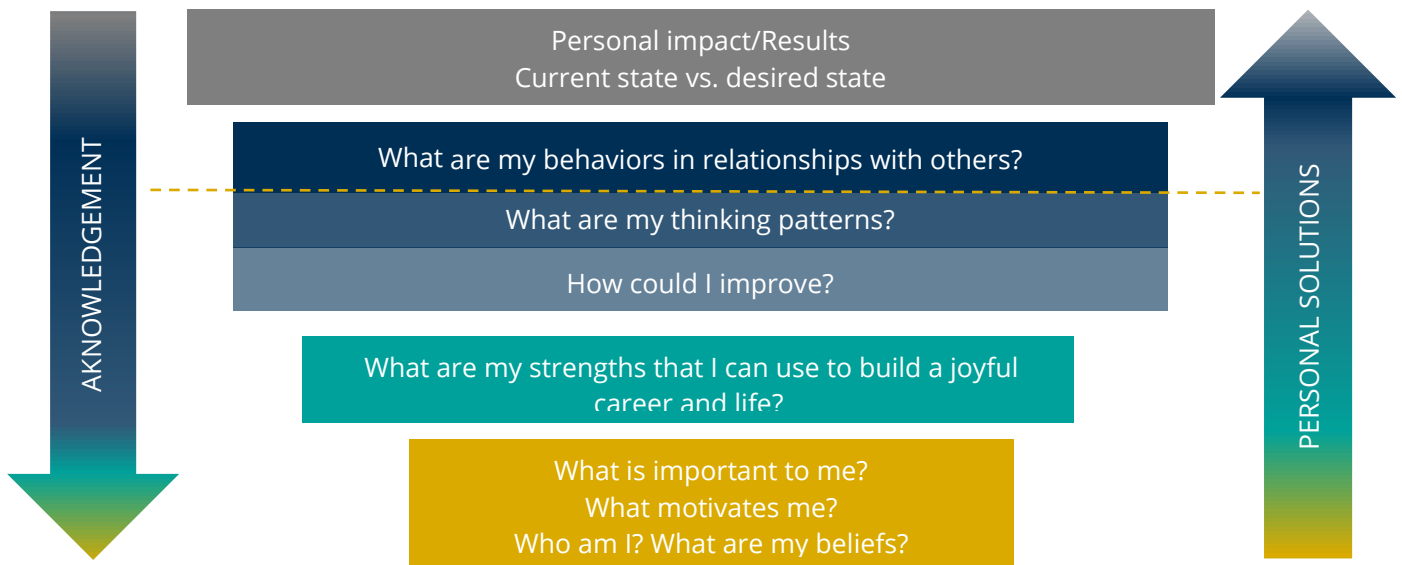 Personal impact/Results
Current state vs. desired state
AKNOWLEDGEMENT
What are my behaviors in relationships with others?
What are my thinking patterns?
How could I improve?
What are my strengths that I can use to build a joyful
career and life?
What is important to me?
What motivates me?
Who am I? What are my beliefs?
PERSONAL SOLUTIONS